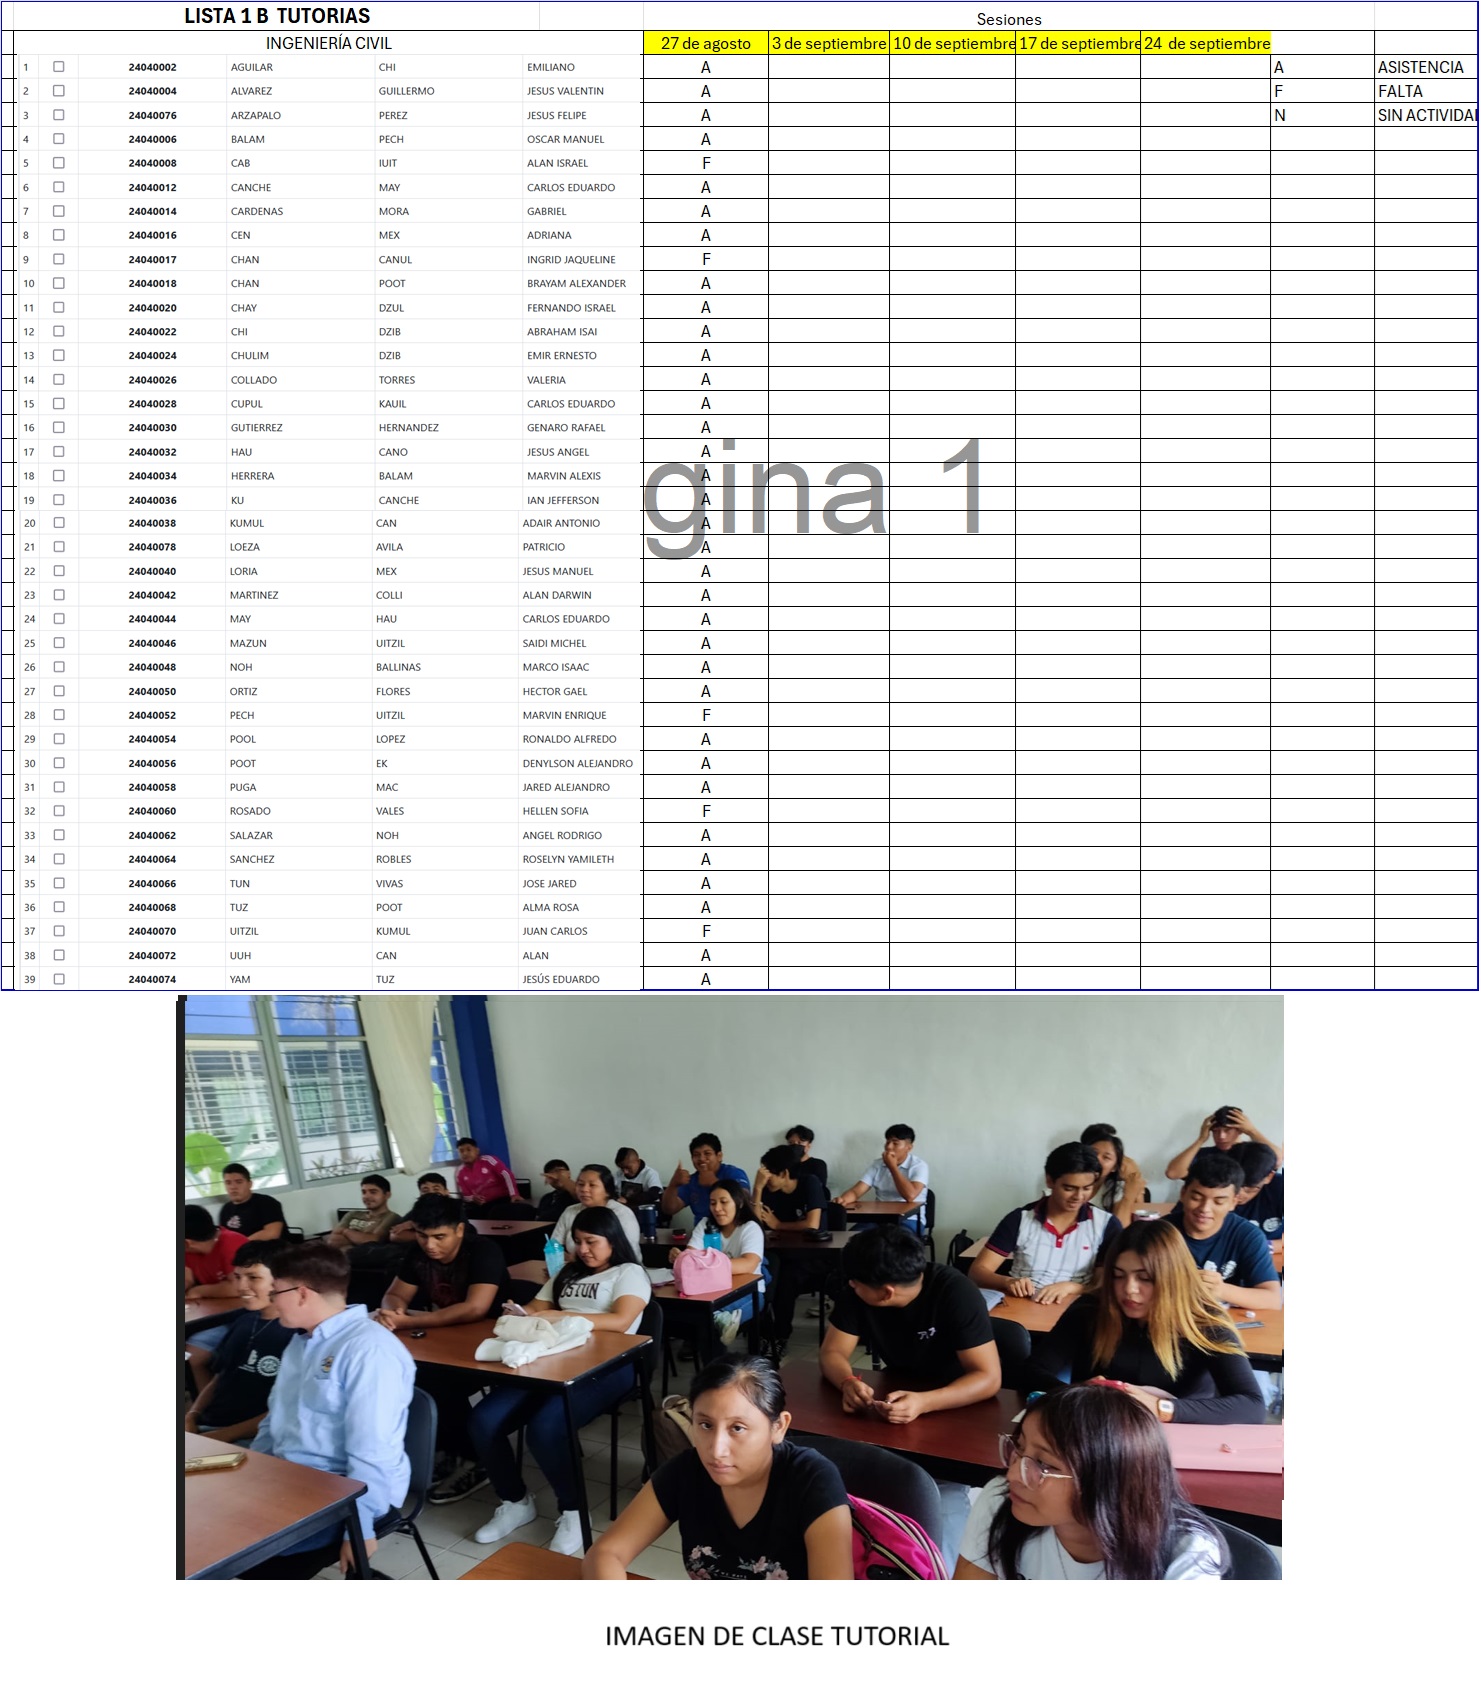 LISTA 1 B TUTORIAS
Sesiones
INGENIERÍA CIVIL 27 de agosto 3 de septiembre 10 de septiembre 17 de septiembre 24 de septiembre
1 24040002 AGUILAR CHI EMILIANO A A ASISTENCIA
2 24040004 ALVAREZ GUILLERMO JESUS VALENTIN A F FALTA
3 24040076 ARZAPALO PEREZ JESUS FELIPE A N SIN ACTIVIDA
4 24040006 BALAM PECH OSCAR MANUEL A
5 24040008 CAB IUIT ALAN ISRAEL F
6 24040012 CANCHE MAY CARLOS EDUARDO A
7 24040014 CARDENAS MORA GABRIEL A
8 24040016 CEN MEX ADRIANA A
9 24040017 CHAN CANUL INGRID JAQUELINE F
10 24040018 CHAN POOT BRAYAM ALEXANDER A
11 24040020 CHAY DZUL FERNANDO ISRAEL A
12 24040022 CHI DZIB ABRAHAM ISAI A
13 24040024 CHULIM DZIB EMIR ERNESTO A
14 24040026 COLLADO TORRES VALERIA A
15 24040028 CUPUL KAUIL CARLOS EDUARDO A
16 24040030 GUTIERREZ HERNANDEZ GENARO RAFAEL A
17 24040032 HAU CANO JESUS ANGEL A
18 24040034 HERRERA BALAM MARVIN ALEXIS A
gina 1
19 24040036 KU CANCHE IAN JEFFERSON A
20 24040038 KUMUL CAN ADAIR ANTONIO A
21 24040078 LOEZA AVILA PATRICIO A
22 24040040 LORIA MEX JESUS MANUEL A
23 24040042 MARTINEZ COLLI ALAN DARWIN A
24 24040044 MAY HAU CARLOS EDUARDO A
25 24040046 MAZUN UITZIL SAIDI MICHEL A
26 24040048 NOH BALLINAS MARCO ISAAC A
27 24040050 ORTIZ FLORES HECTOR GAEL A
28 24040052 PECH UITZIL MARVIN ENRIQUE F
29 24040054 POOL LOPEZ RONALDO ALFREDO A
30 24040056 POOT EK DENYLSON ALEJANDRO A
31 24040058 PUGA MAC JARED ALEJANDRO A
32 24040060 ROSADO VALES HELLEN SOFIA F
33 24040062 SALAZAR NOH ANGEL RODRIGO A
34 24040064 SANCHEZ ROBLES ROSELYN YAMILETH A
35 24040066 TUN VIVAS JOSE JARED A
36 24040068 TUZ POOT ALMA ROSA A
37 24040070 UITZIL KUMUL JUAN CARLOS F
38 24040072 UUH CAN ALAN A
39 24040074 YAM TUZ JESÚS EDUARDO A
IMAGEN DE CLASE TUTORIAL